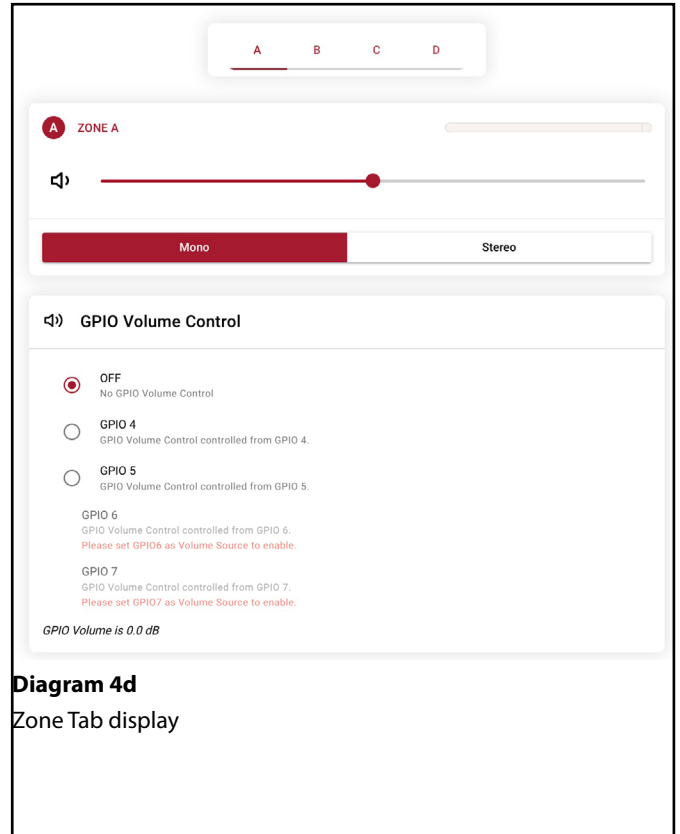 A B C D
A ZONE A
Mono Stereo
GPIO Volume Control
OFF
No GPIO Volume Control
GPIO 4
GPIO Volume Control controlled from GPIO 4.
GPIO 5
GPIO Volume Control controlled from GPIO 5.
GPIO 6
GPIO Volume Control controlled from GPIO 6.
Please set GPIO6 as Volume Source to enable.
GPIO 7
GPIO Volume Control controlled from GPIO 7.
Please set GPIO7 as Volume Source to enable.
GPIO Volume is 0.0 dB
Diagram 4d
Zone Tab display